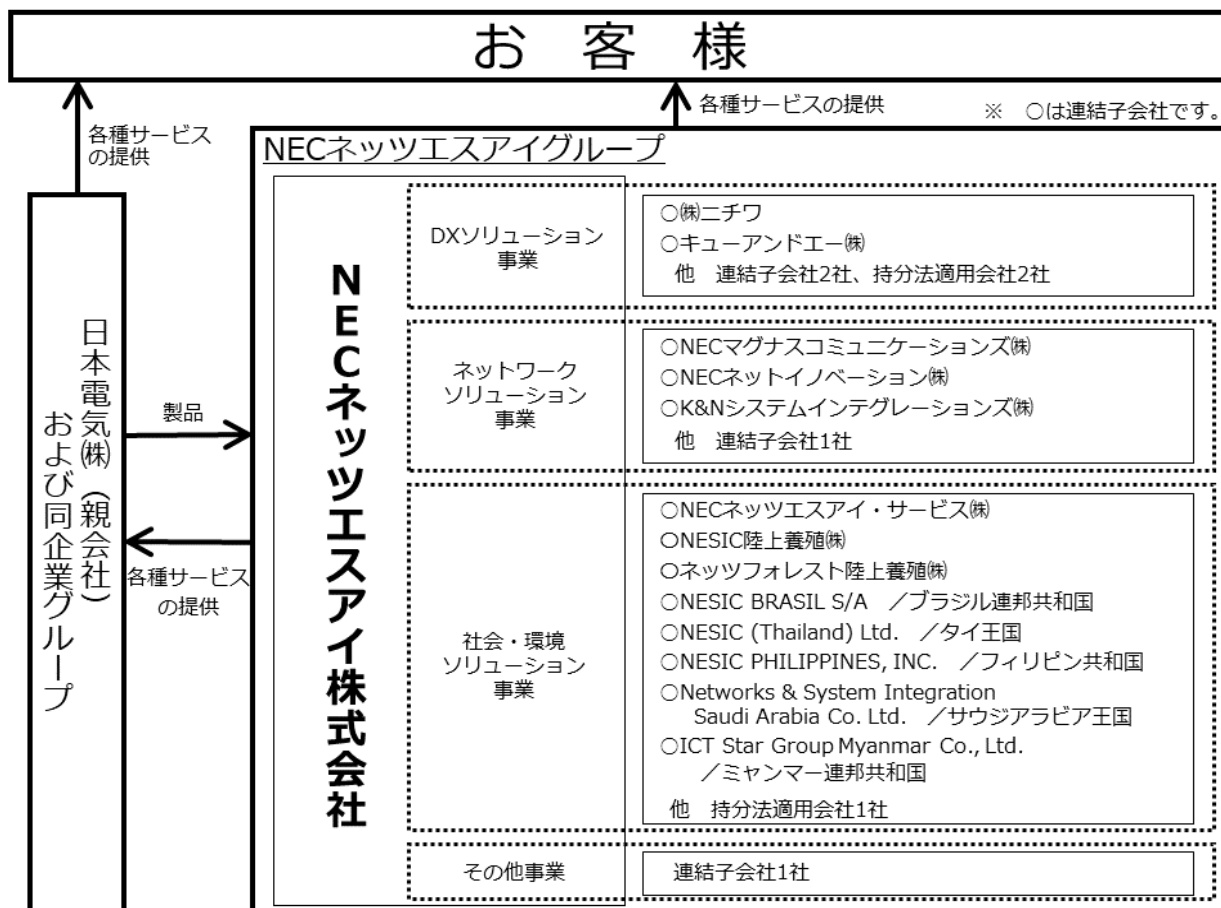 お 客 様
各種サービス
の提供
各種サービスの提供
※ ○は連結子会社です。
日本電気㈱（親会社）
および同企業グループ
製品
各種サービス
の提供
NECネッツエスアイグループ
NECネッツエスアイ株式会社
DXソリューション
事業
○㈱ニチワ
○キューアンドエー㈱
他 連結子会社2社、持分法適用会社2社
ネットワーク
ソリューション
事業
○NECマグナスコミュニケーションズ㈱
○NECネットイノベーション㈱
○K&Nシステムインテグレーションズ㈱
他 連結子会社1社
社会・環境
ソリューション
事業
○NECネッツエスアイ・サービス㈱
○NESIC陸上養殖㈱
○ネッツフォレスト陸上養殖㈱
○NESIC BRASIL S/A ／ブラジル連邦共和国
○NESIC (Thailand) Ltd. ／タイ王国
○NESIC PHILIPPINES, INC. ／フィリピン共和国
○Networks & System Integration
Saudi Arabia Co. Ltd. ／サウジアラビア王国
○ICT Star Group Myanmar Co., Ltd.
／ミャンマー連邦共和国
他 持分法適用会社1社
その他事業
連結子会社1社